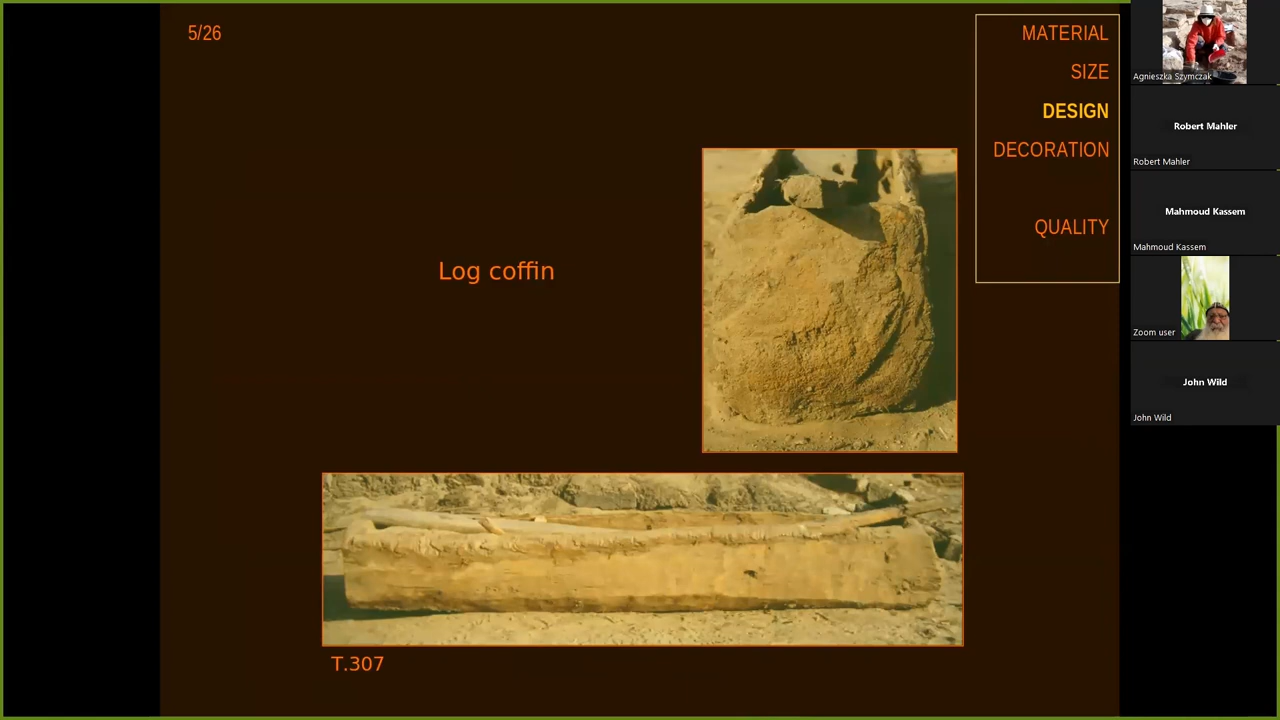 5/26
MATERIAL
SIZE
DESIGN
DECORATION
QUALITY
Log coffin
T.307
Agnieszka Szymczak
Robert Mahler
Robert Mahler
Mahmoud Kassem
Mahmoud Kassem
Zoom user
John Wild
John Wild